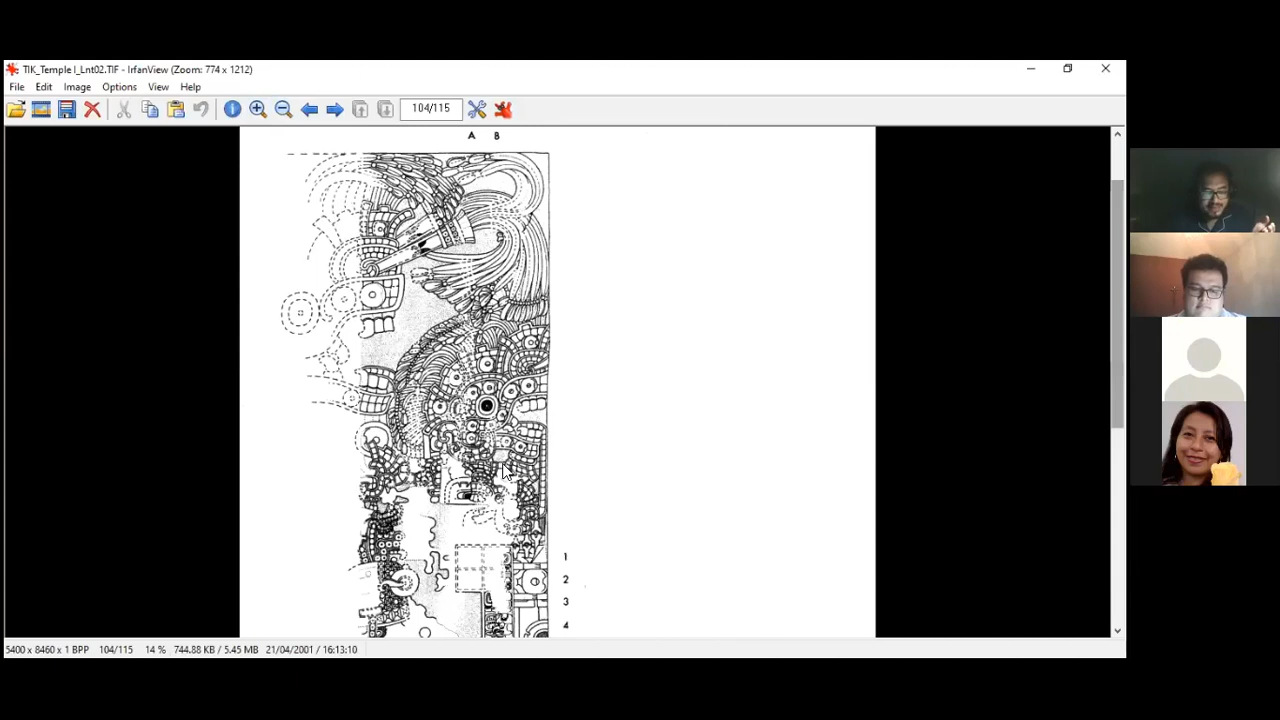 TIK_Temple I_Lnt02.TIF - IrfanView (Zoom: 774 x 1212)
File Edit Image Options View Help
104/115
A B
1
2
3
4
5400 x 8460 x 1 BPP 104/115 14 % 744.88 KB / 5.45 MB 21/04/2001 / 16:13:10